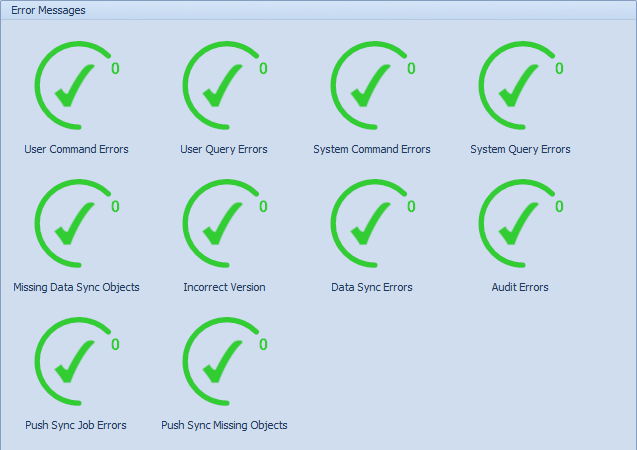 Error Messages
0 0 0 0
User Command Errors User Query Errors System Command Errors System Query Errors
0 0 0 0
Missing Data Sync Objects Incorrect Version Data Sync Errors Audit Errors
0 0
Push Sync Job Errors Push Sync Missing Objects